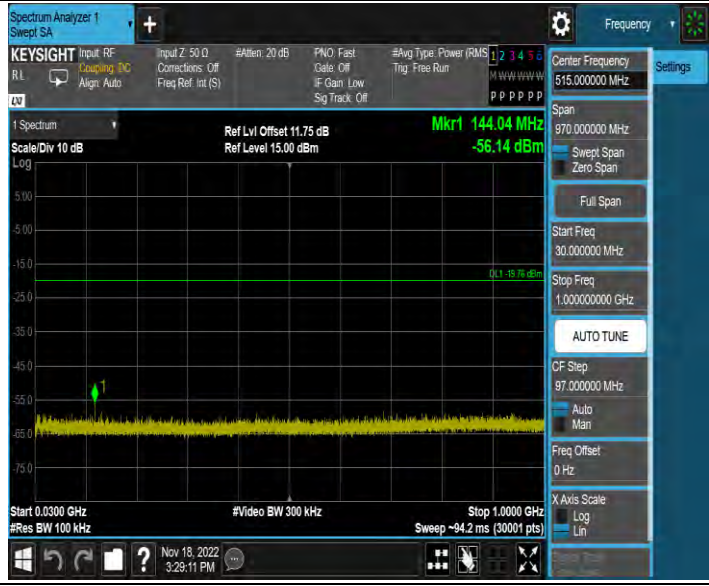 Spectrum Analyzer 1
Swept SA
Frequency
KEYSIGHT
RL
Input: RF
Coupling: DC
Align: Auto
Input Z: 50 Ω
Corrections: Off
Freq Ref: Int (S)
#Atten: 20 dB
PNO: Fast
Gate: Off
IF Gain: Low
Sig Track: Off
#Avg Type: Power (RMS
Trig: Free Run
1 2 3 4 5 6
M W W W W W
P P P P P P
Center Frequency
515.000000 MHz
Settings
1 Spectrum
Scale/Div 10 dB
Ref Lvl Offset 11.75 dB
Ref Level 15.00 dBm
Mkr1 144.04 MHz
-56.14 dBm
Span
970.000000 MHz
Swept Span
Zero Span
Full Span
Start Freq
30.000000 MHz
Stop Freq
1.000000000 GHz
AUTO TUNE
CF Step
97.000000 MHz
Auto
Man
Freq Offset
0 Hz
X Axis Scale
Log
Lin
Log
5.00
-5.00
-15.0
DL1 -19.76 dBm
-25.0
-35.0
-45.0
1
-55.0
-65.0
-75.0
Start 0.0300 GHz
#Res BW 100 kHz
#Video BW 300 kHz
Stop 1.0000 GHz
Sweep ~94.2 ms (30001 pts)
Nov 18, 2022
3:29:11 PM